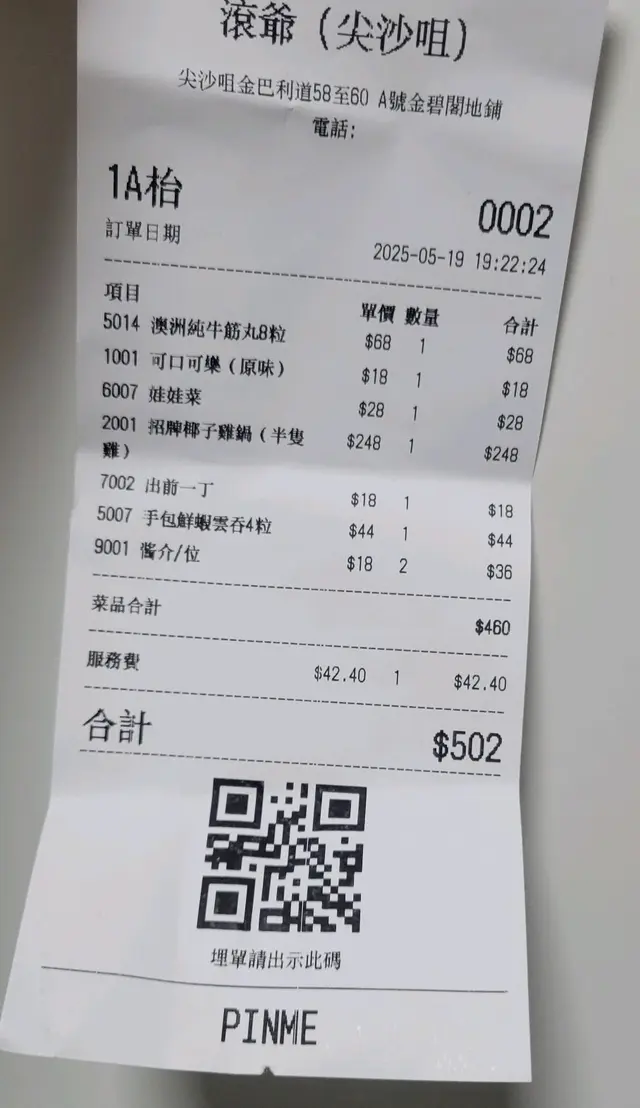 滾爺（尖沙咀）
尖沙咀金巴利道58至60 A號金碧閣地鋪
電話:
1A枱 0002
訂單日期 2025-05-19 19:22:24
項目 單價 數量 合計
5014 澳洲純牛筋丸8粒 $68 1 $68
1001 可口可樂（原味） $18 1 $18
6007 娃娃菜 $28 1 $28
2001 招牌椰子雞鍋（半隻 $248 1 $248
雞）
7002 出前一丁 $18 1 $18
5007 手包鮮蝦雲吞4粒 $44 1 $44
9001 醬介/位 $18 2 $36
菜品合計 $460
服務費 $42.40 1 $42.40
合計 $502
埋單請出示此碼
PINME